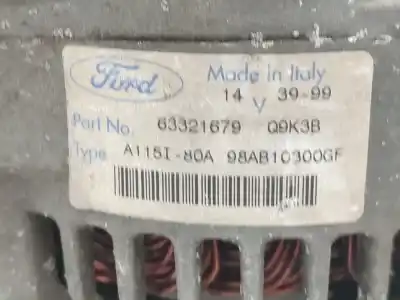 Ford
Made in Italy
14 V 39-99
Part No. 63321679 Q9K3B
Type A115I-80A 98AB10300GF